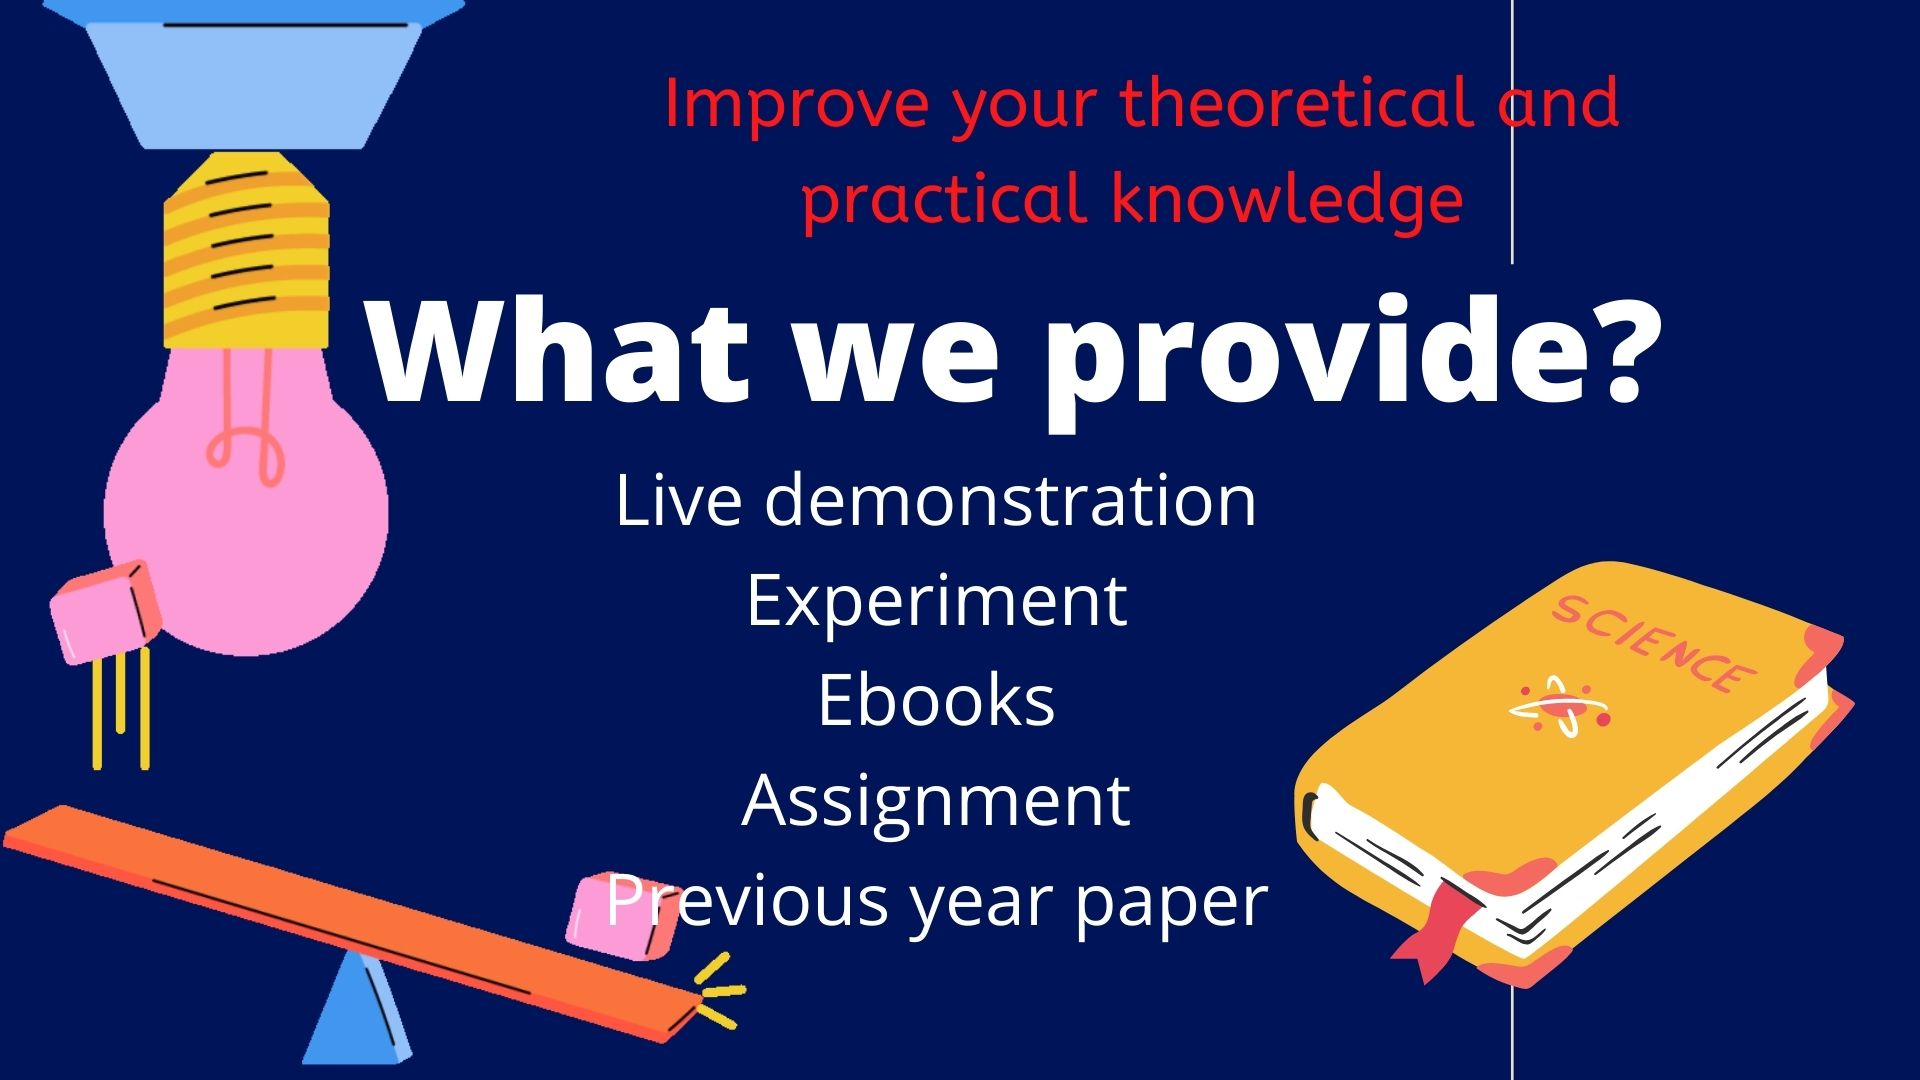 Improve your theoretical and
practical knowledge
What we provide?
Live demonstration
Experiment
Ebooks
Assignment
Previous year paper
SCIENCE